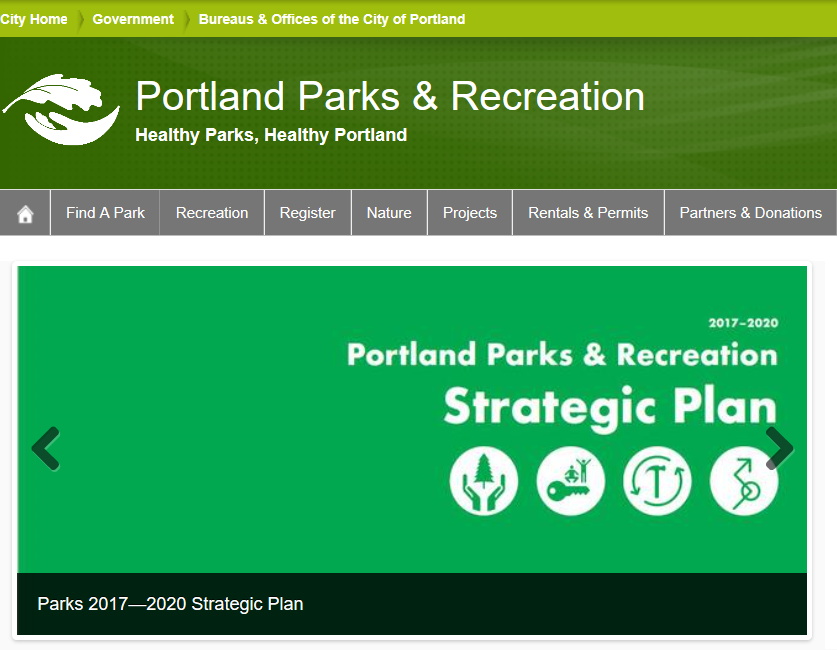 City Home Government Bureaus & Offices of the City of Portland
Portland Parks & Recreation
Healthy Parks, Healthy Portland
Find A Park Recreation Register Nature Projects Rentals & Permits Partners & Donations
2017–2020
Portland Parks & Recreation
Strategic Plan
Parks 2017—2020 Strategic Plan